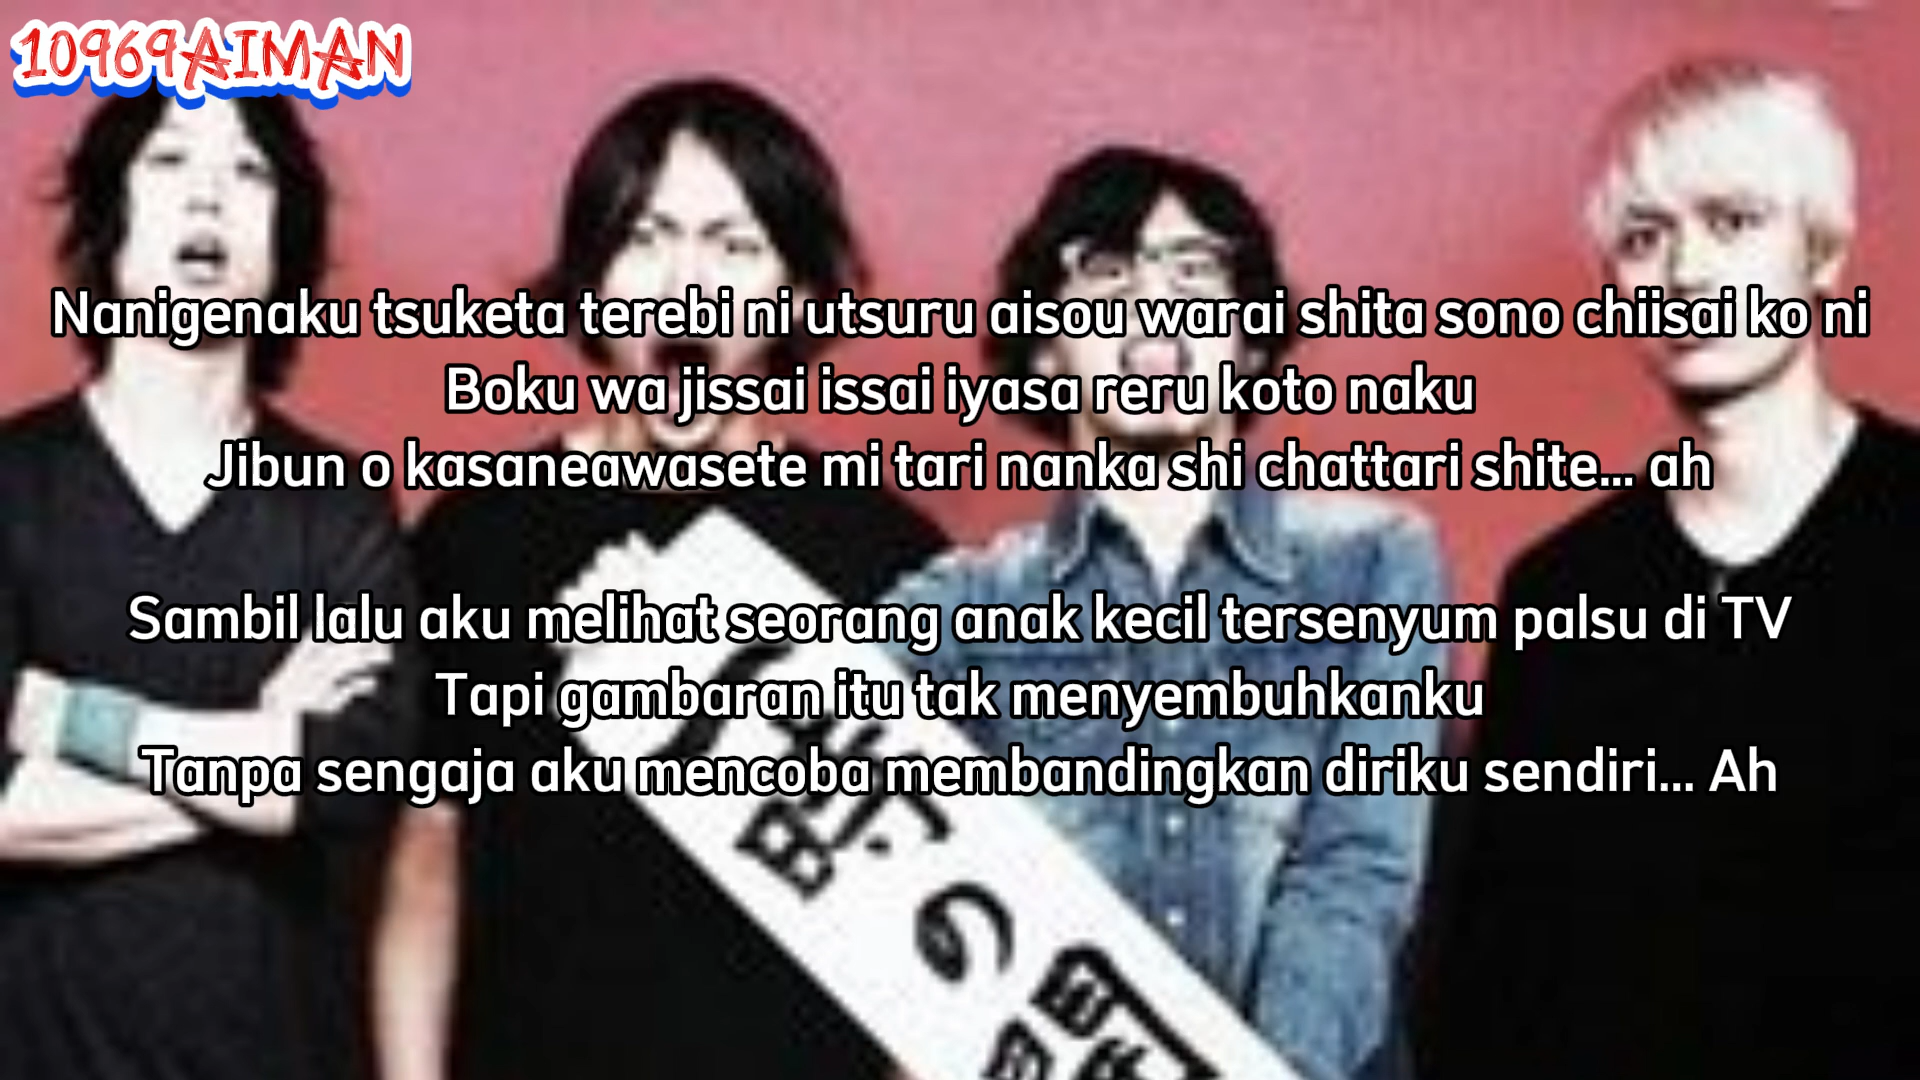 10969AIMAN
Nanigenaku tsuketa terebi ni utsuru aisou warai shita sono chiisai ko ni
Boku wa jissai issai iyasa reru koto naku
Jibun o kasaneawasete mi tari nanka shi chattari shite... ah
Sambil lalu aku melihat seorang anak kecil tersenyum palsu di TV
Tapi gambaran itu tak menyembuhkanku
Tanpa sengaja aku mencoba membandingkan diriku sendiri... Ah